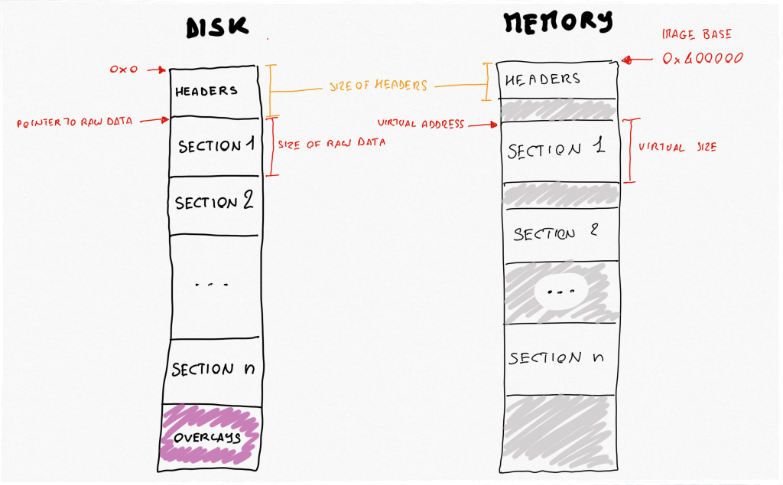 DISK
MEMORY
IMAGE BASE
0x400000
0x0
HEADERS
SIZE OF HEADERS
HEADERS
POINTER TO RAW DATA
SECTION 1
SIZE OF RAW DATA
VIRTUAL ADDRESS
SECTION 1
VIRTUAL SIZE
SECTION 2
SECTION 2
...
...
SECTION n
SECTION n
OVERLAYS